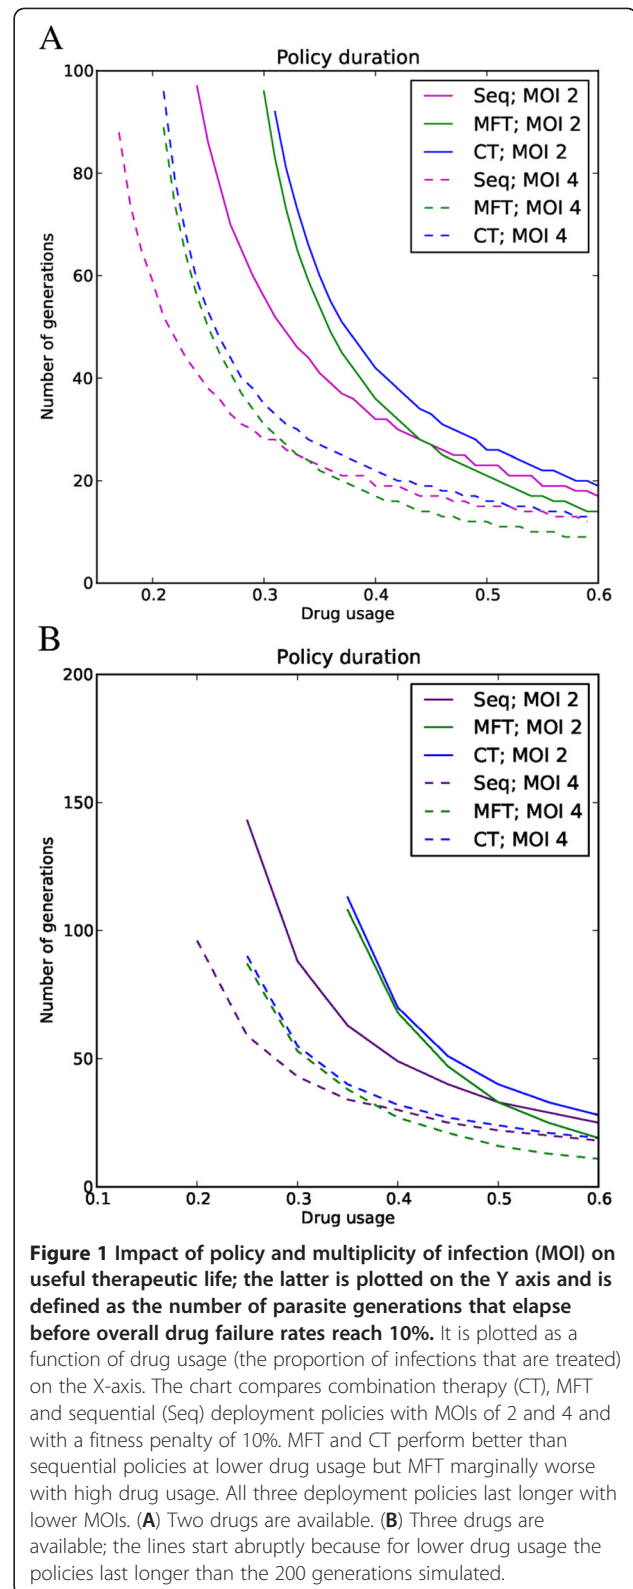 A
Policy duration
100
80
60
40
20
0
Number of generations
Seq; MOI 2
MFT; MOI 2
CT; MOI 2
Seq; MOI 4
MFT; MOI 4
CT; MOI 4
0.2 0.3 0.4 0.5 0.6
Drug usage
B
Policy duration
200
150
100
50
0
Number of generations
Seq; MOI 2
MFT; MOI 2
CT; MOI 2
Seq; MOI 4
MFT; MOI 4
CT; MOI 4
0.1 0.2 0.3 0.4 0.5 0.6
Drug usage
Figure 1 Impact of policy and multiplicity of infection (MOI) on
useful therapeutic life; the latter is plotted on the Y axis and is
defined as the number of parasite generations that elapse
before overall drug failure rates reach 10%. It is plotted as a
function of drug usage (the proportion of infections that are treated)
on the X-axis. The chart compares combination therapy (CT), MFT
and sequential (Seq) deployment policies with MOIs of 2 and 4 and
with a fitness penalty of 10%. MFT and CT perform better than
sequential policies at lower drug usage but MFT marginally worse
with high drug usage. All three deployment policies last longer with
lower MOIs. (A) Two drugs are available. (B) Three drugs are
available; the lines start abruptly because for lower drug usage the
policies last longer than the 200 generations simulated.